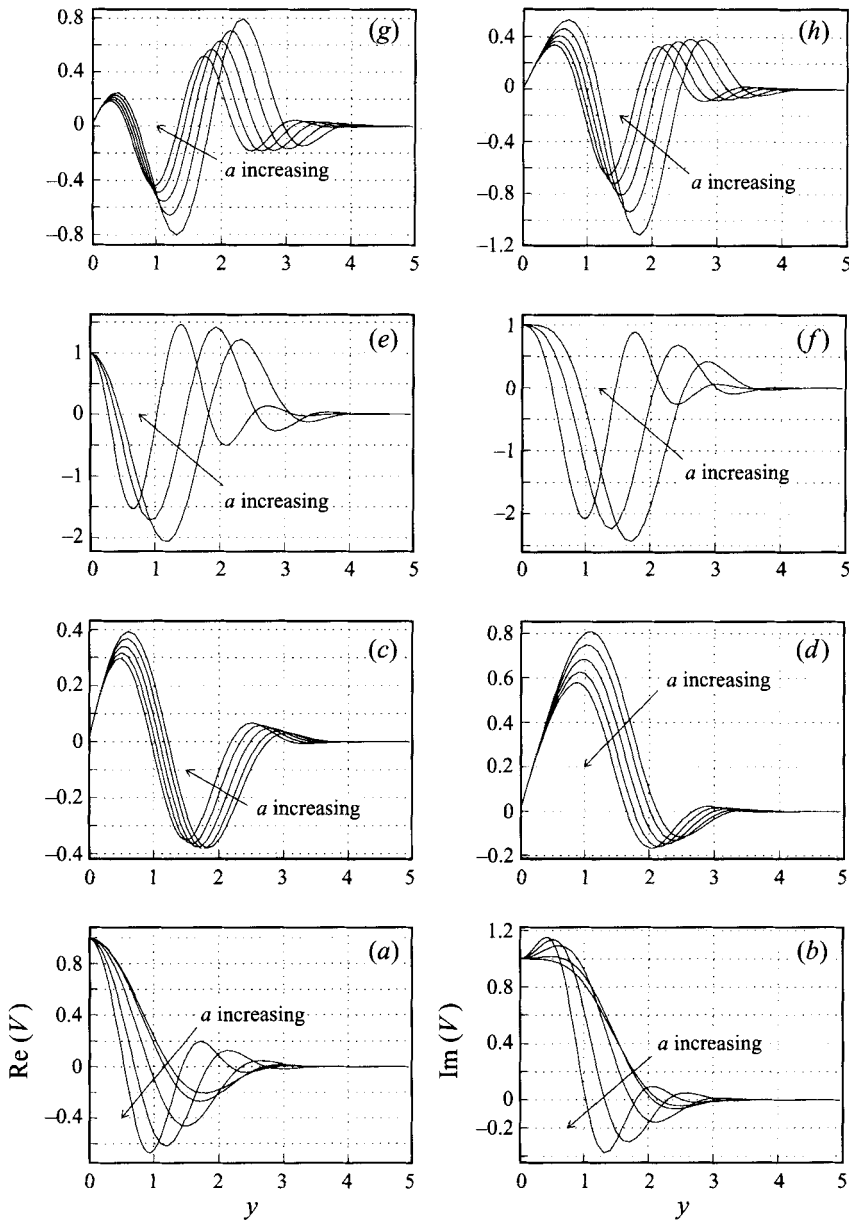 0.8
0.4
0
−0.4
−0.8
(g)
a increasing
0 1 2 3 4 5
0.4
0
−0.4
−0.8
−1.2
(h)
a increasing
0 1 2 3 4 5
1
0
−1
−2
(e)
a increasing
0 1 2 3 4 5
1
0
−1
−2
(f)
a increasing
0 1 2 3 4 5
0.4
0.2
0
−0.2
−0.4
(c)
a increasing
0 1 2 3 4 5
0.8
0.6
0.4
0.2
0
−0.2
(d)
a increasing
0 1 2 3 4 5
Re (V)
0.8
0.4
0
−0.4
(a)
a increasing
0 1 2 3 4 5
y
Im (V)
1.2
0.8
0.4
0
−0.2
(b)
a increasing
0 1 2 3 4 5
y